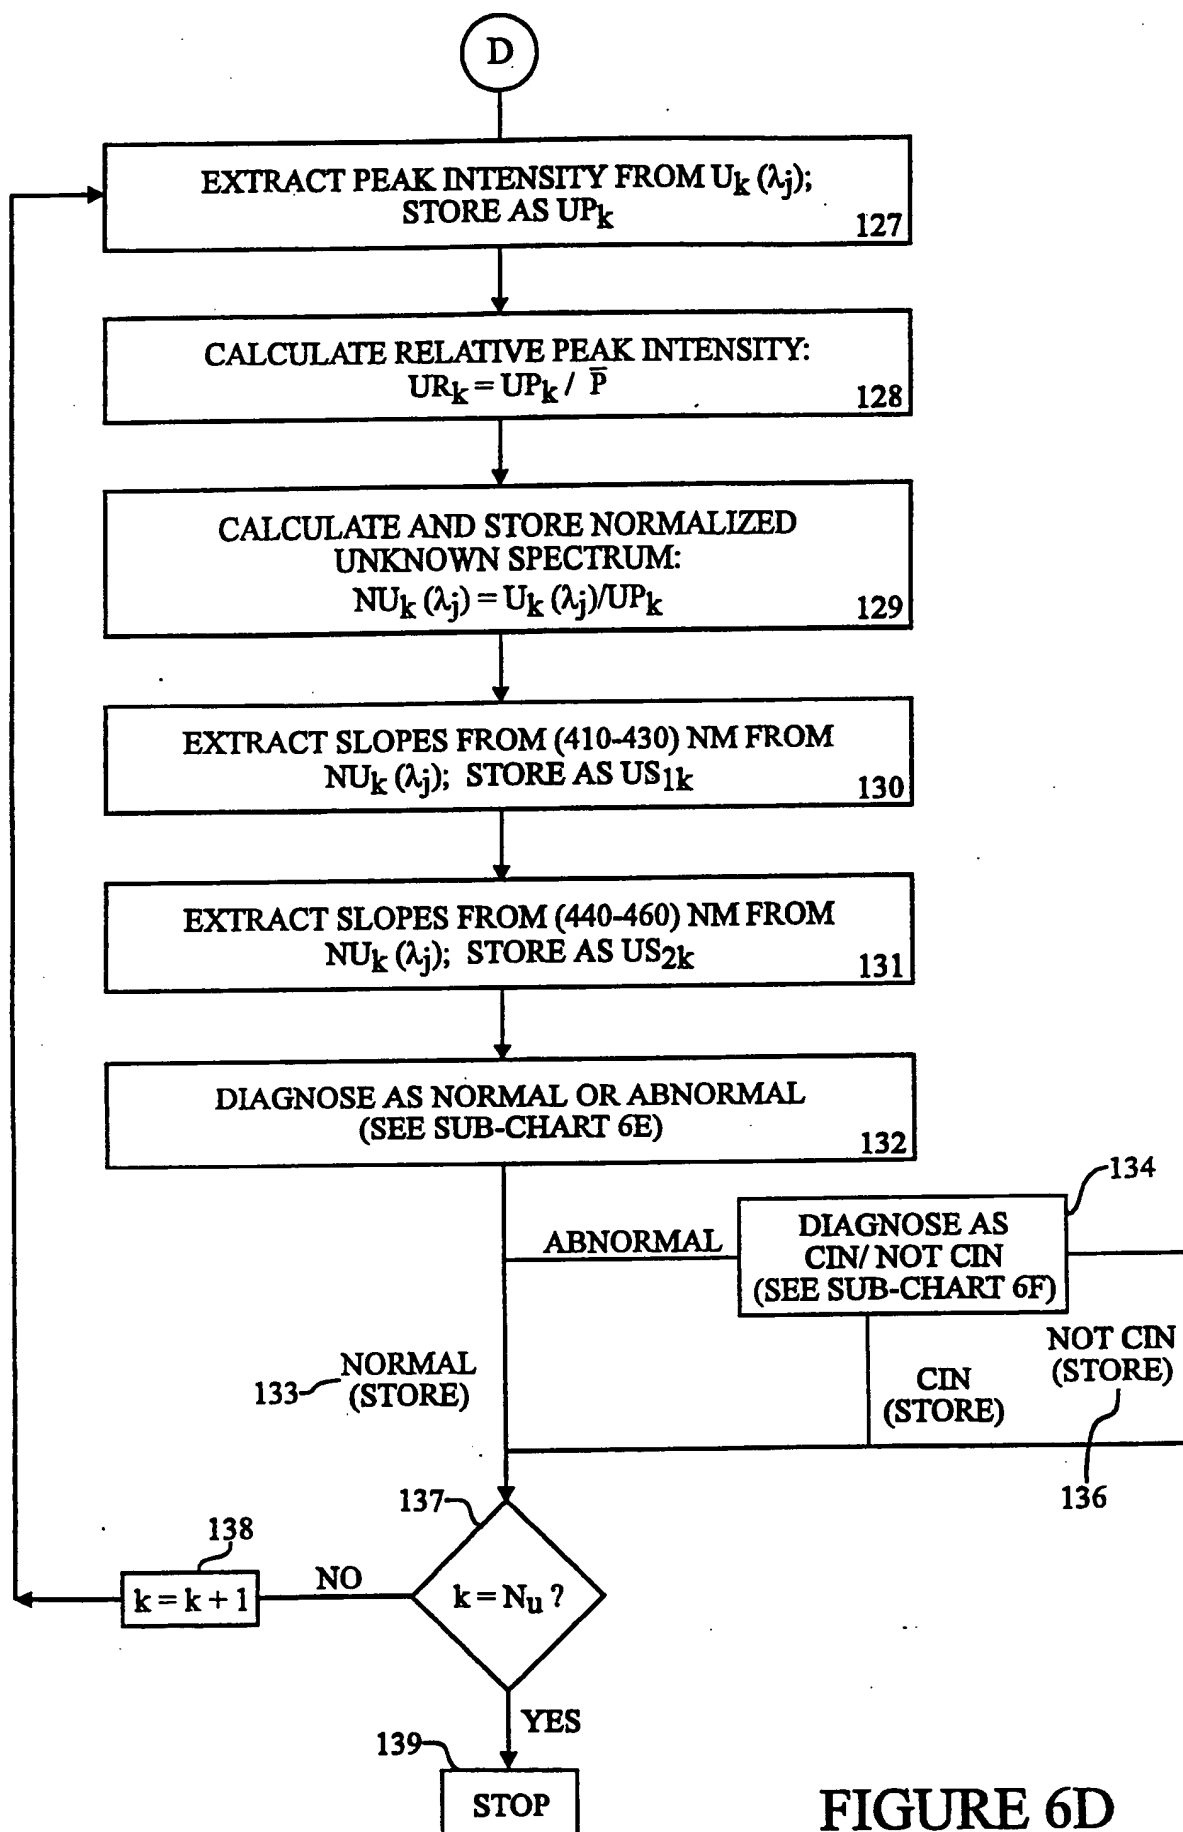 D
EXTRACT PEAK INTENSITY FROM Uk (λj);
STORE AS UPk
127
CALCULATE RELATIVE PEAK INTENSITY:
URk = UPk / P̅
128
CALCULATE AND STORE NORMALIZED
UNKNOWN SPECTRUM:
NUk (λj) = Uk (λj)/UPk
129
EXTRACT SLOPES FROM (410-430) NM FROM
NUk (λj); STORE AS US1k
130
EXTRACT SLOPES FROM (440-460) NM FROM
NUk (λj); STORE AS US2k
131
DIAGNOSE AS NORMAL OR ABNORMAL
(SEE SUB-CHART 6E)
132
134
ABNORMAL
DIAGNOSE AS
CIN/ NOT CIN
(SEE SUB-CHART 6F)
133
NORMAL
(STORE)
CIN
(STORE)
NOT CIN
(STORE)
136
137
k = Nu ?
NO
138
k = k + 1
YES
139
STOP
FIGURE 6D